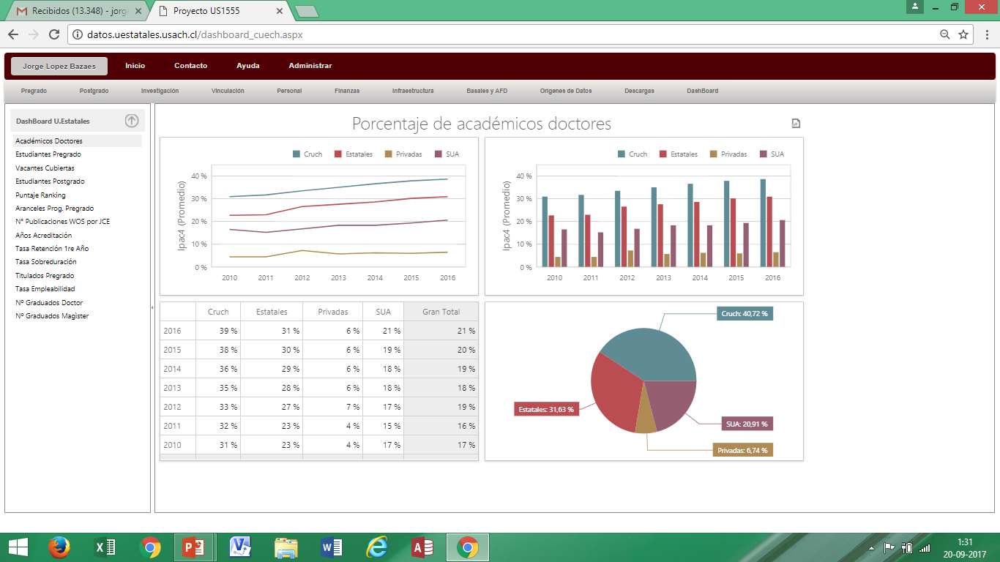 Recibidos (13.348) - jorge
Proyecto US1555
datos.uestatales.usach.cl/dashboard_cuech.aspx
Jorge Lopez Bazaes Inicio Contacto Ayuda Administrar
Pregrado Postgrado Investigación Vinculación Personal Finanzas Infraestructura Basales y AFD Origenes de Datos Descargas DashBoard
DashBoard U.Estatales
Académicos Doctores
Estudiantes Pregrado
Vacantes Cubiertas
Estudiantes Postgrado
Puntaje Ranking
Aranceles Prog. Pregrado
N° Publicaciones WOS por JCE
Años Acreditación
Tasa Retención 1re Año
Tasa Sobreduración
Titulados Pregrado
Tasa Empleabilidad
Nº Graduados Doctor
Nº Graduados Magister
Porcentaje de académicos doctores
Cruch Estatales Privadas SUA
Ipac4 (Promedio)
40 %
30 %
20 %
10 %
0 %
2010 2011 2012 2013 2014 2015 2016
Cruch Estatales Privadas SUA
Ipac4 (Promedio)
40 %
30 %
20 %
10 %
0 %
2010 2011 2012 2013 2014 2015 2016
Cruch Estatales Privadas SUA Gran Total
2016 39 % 31 % 6 % 21 % 21 %
2015 38 % 30 % 6 % 19 % 20 %
2014 36 % 29 % 6 % 18 % 19 %
2013 35 % 28 % 6 % 18 % 18 %
2012 33 % 27 % 7 % 17 % 19 %
2011 32 % 23 % 4 % 15 % 16 %
2010 31 % 23 % 4 % 17 % 17 %
Cruch: 40,72 %
Estatales: 31,63 %
SUA: 20,91 %
Privadas: 6,74 %
1:31
20-09-2017